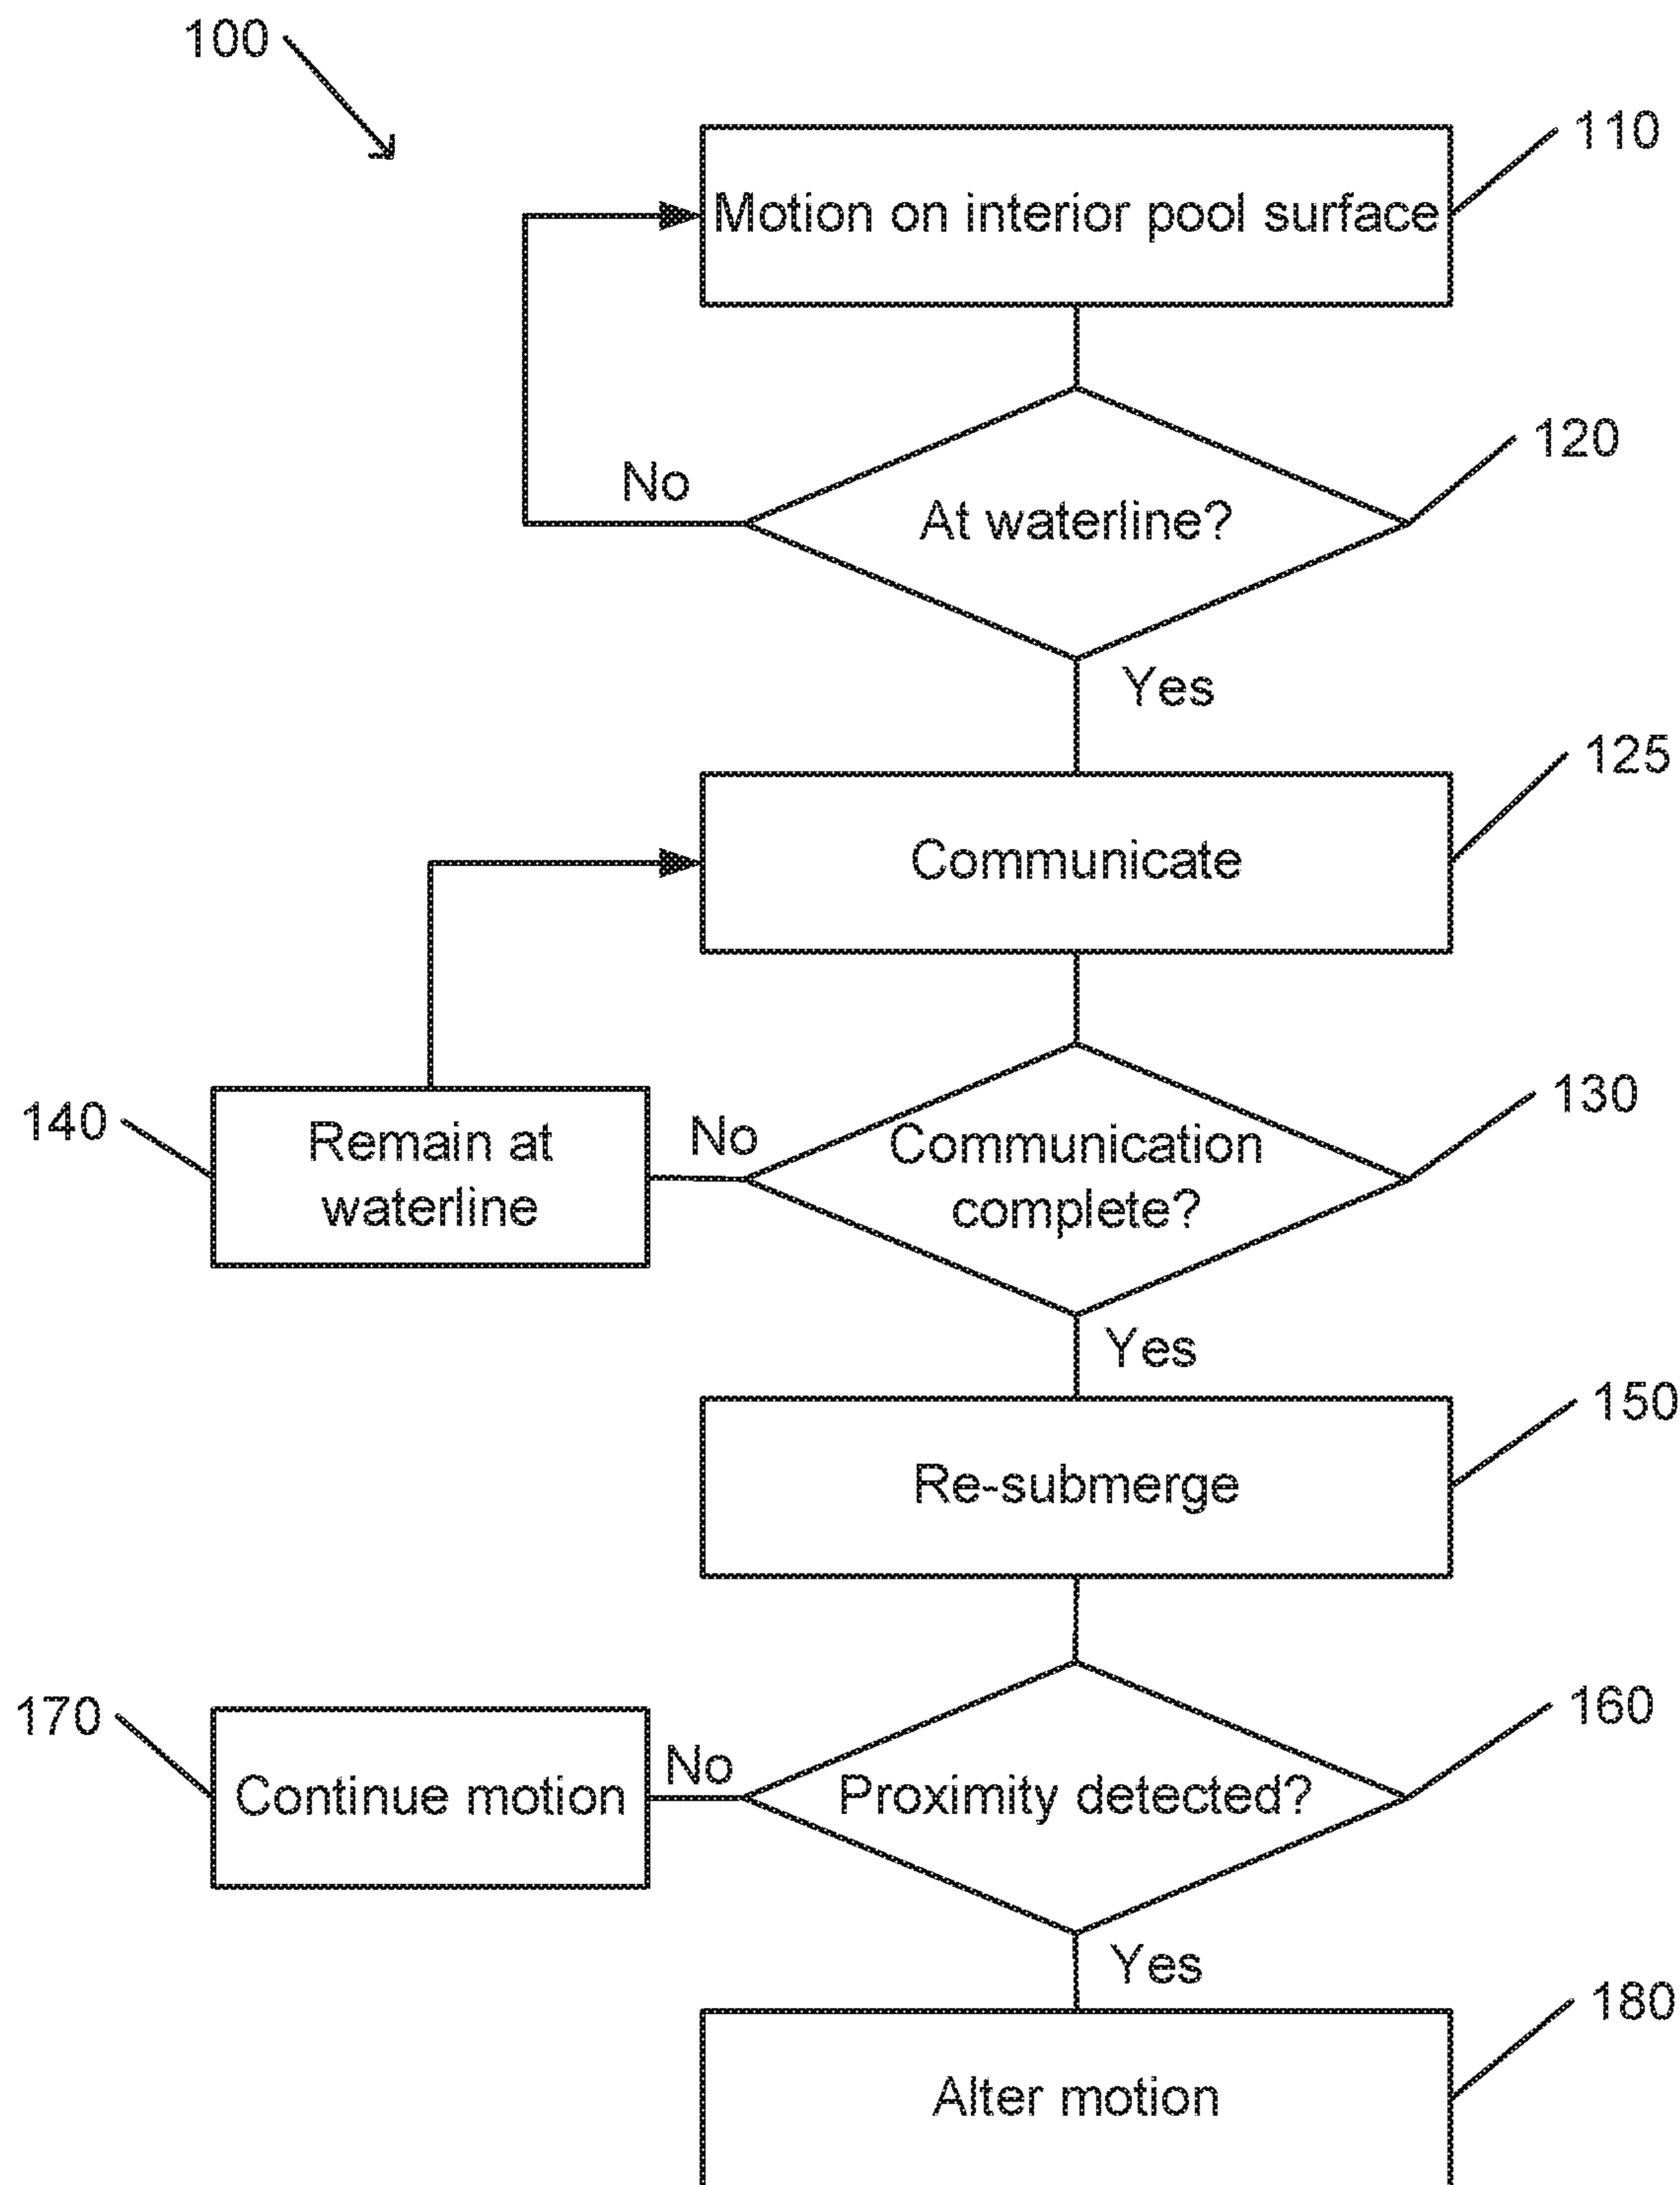 100
110
Motion on interior pool surface
120
No
At waterline?
Yes
125
Communicate
130
140
Remain at
waterline
No
Communication
complete?
Yes
150
Re-submerge
160
170
Continue motion
No
Proximity detected?
Yes
180
Alter motion